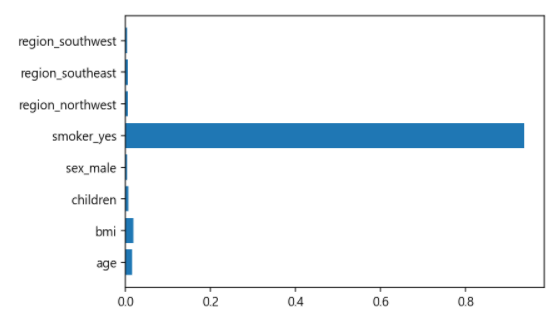 region_southwest
region_southeast
region_northwest
smoker_yes
sex_male
children
bmi
age
0.0 0.2 0.4 0.6 0.8